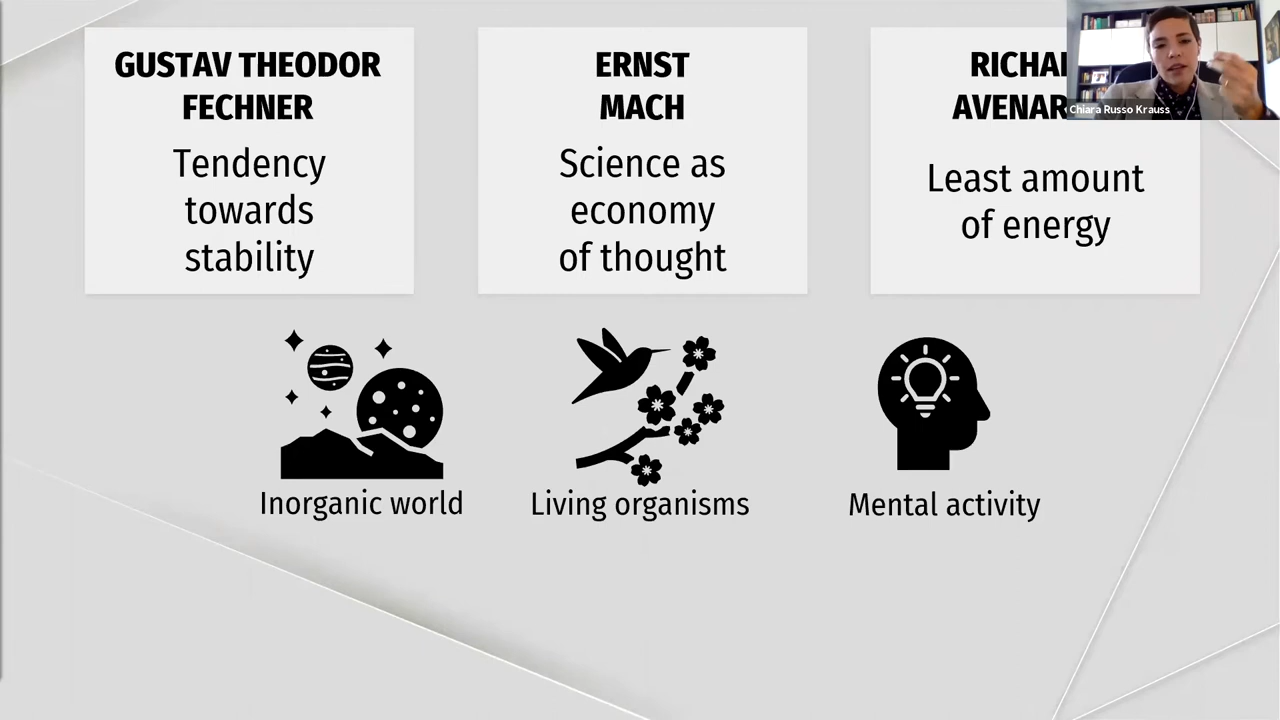 GUSTAV THEODOR
FECHNER
Tendency
towards
stability
ERNST
MACH
Science as
economy
of thought
Least amount
of energy
Chiara Russo Krauss
Inorganic world
Living organisms
Mental activity